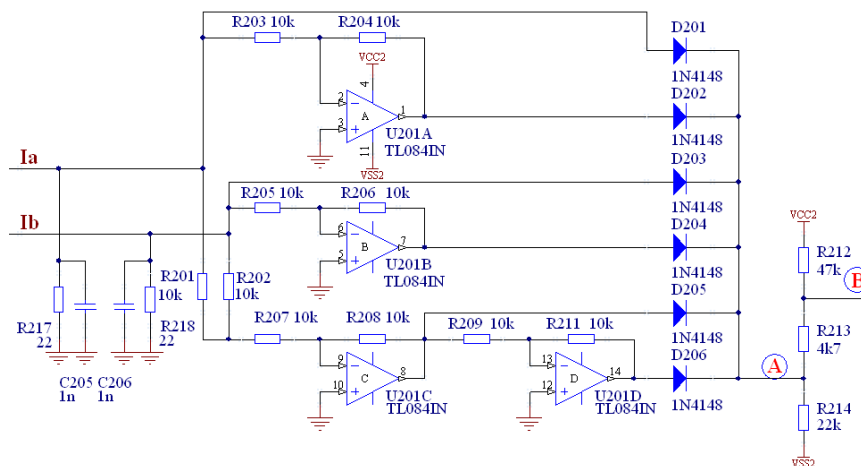 R203 10k
R204 10k
D201
1N4148
VCC2
4
2
3
A
1
11
VSS2
U201A
TL084IN
D202
1N4148
Ia
D203
1N4148
R205 10k
R206 10k
Ib
6
5
B
7
U201B
TL084IN
D204
1N4148
VCC2
R212
47k
B
R201
10k
R202
10k
R217
22
R218
22
C205
1n
C206
1n
R207 10k
R208 10k
9
10
C
8
U201C
TL084IN
R209 10k
R211 10k
13
12
D
14
U201D
TL084IN
D205
1N4148
D206
1N4148
R213
4k7
A
R214
22k
VSS2